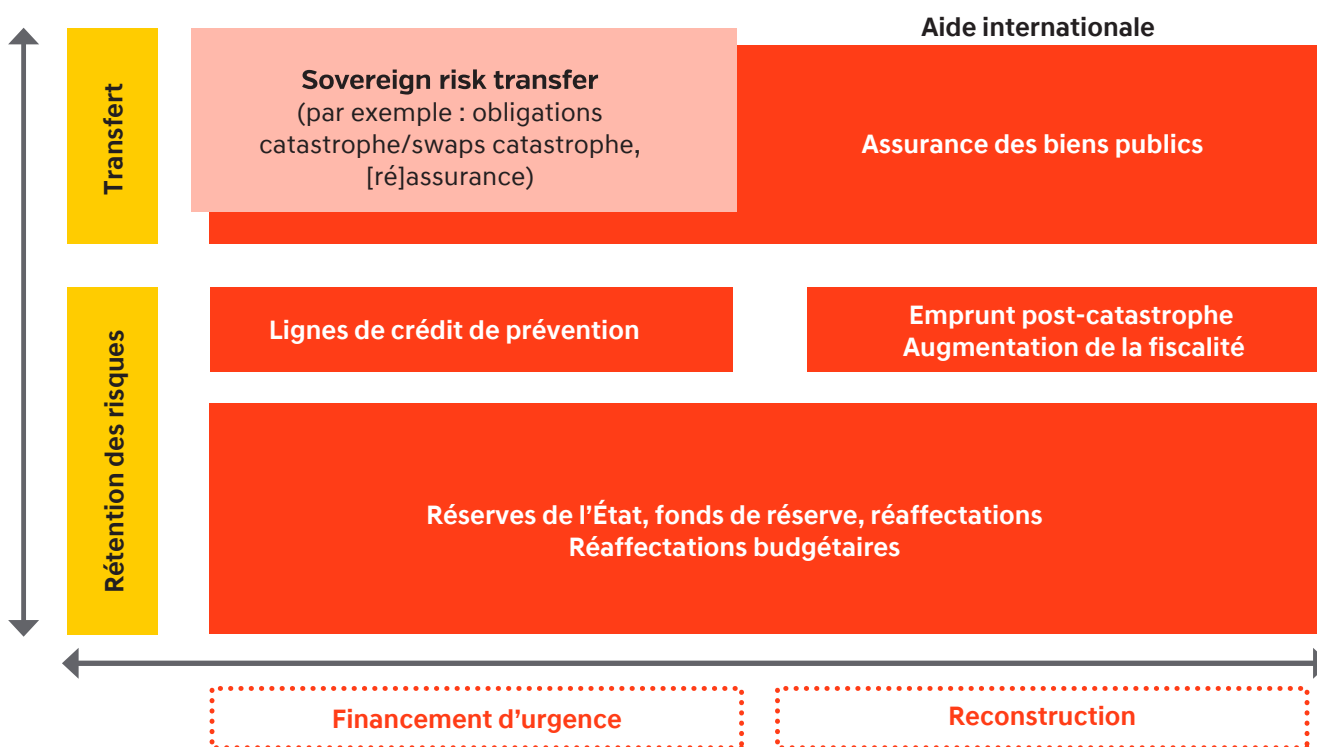 Aide internationale
Transfert
Sovereign risk transfer
(par exemple : obligations
catastrophe/swaps catastrophe,
[ré]assurance)
Assurance des biens publics
Rétention des risques
Lignes de crédit de prévention
Emprunt post-catastrophe
Augmentation de la fiscalité
Réserves de l’État, fonds de réserve, réaffectations
Réaffectations budgétaires
Financement d’urgence
Reconstruction